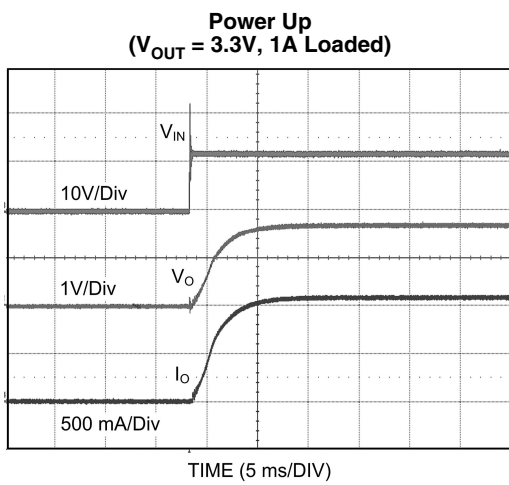 Power Up
(VOUT = 3.3V, 1A Loaded)
VIN
10V/Div
VO
1V/Div
IO
500 mA/Div
TIME (5 ms/DIV)